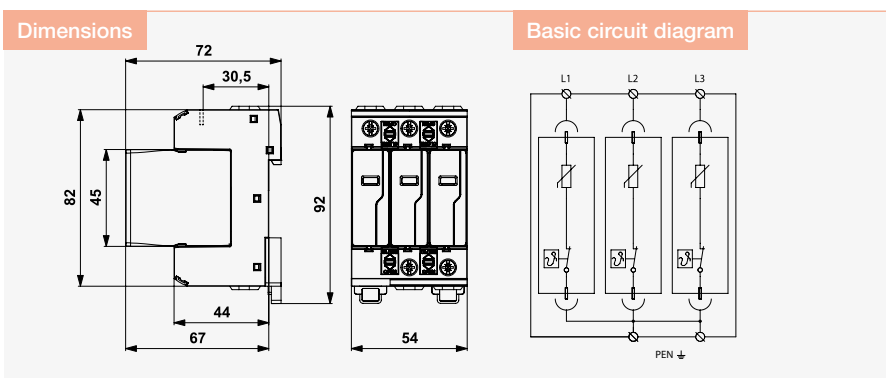 Dimensions
Basic circuit diagram
72
30,5
82
45
92
44
67
54
L1
L2
L3
PEN